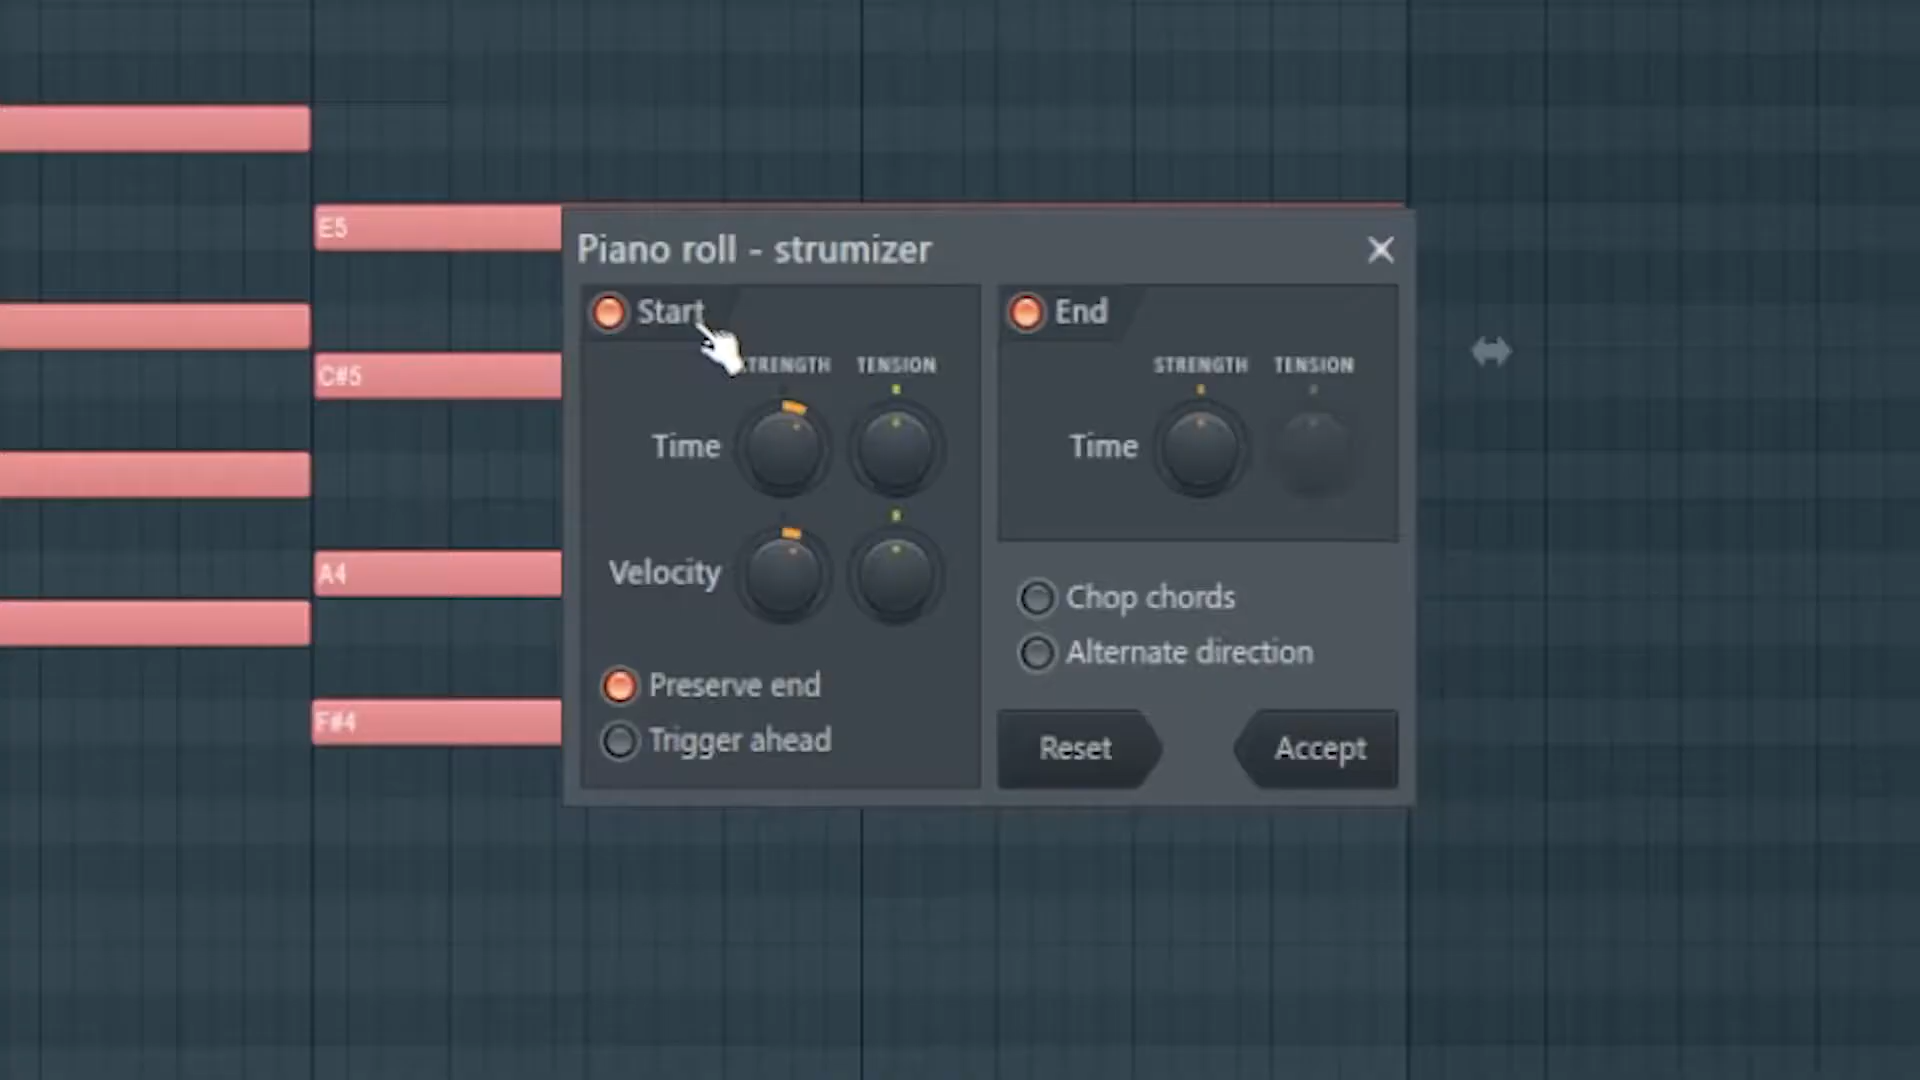 E5
Piano roll - strumizer
Start
End
STRENGTH TENSION
STRENGTH TENSION
C#5
Time
Time
A4
Velocity
Chop chords
Alternate direction
Preserve end
F#4
Trigger ahead
Reset
Accept